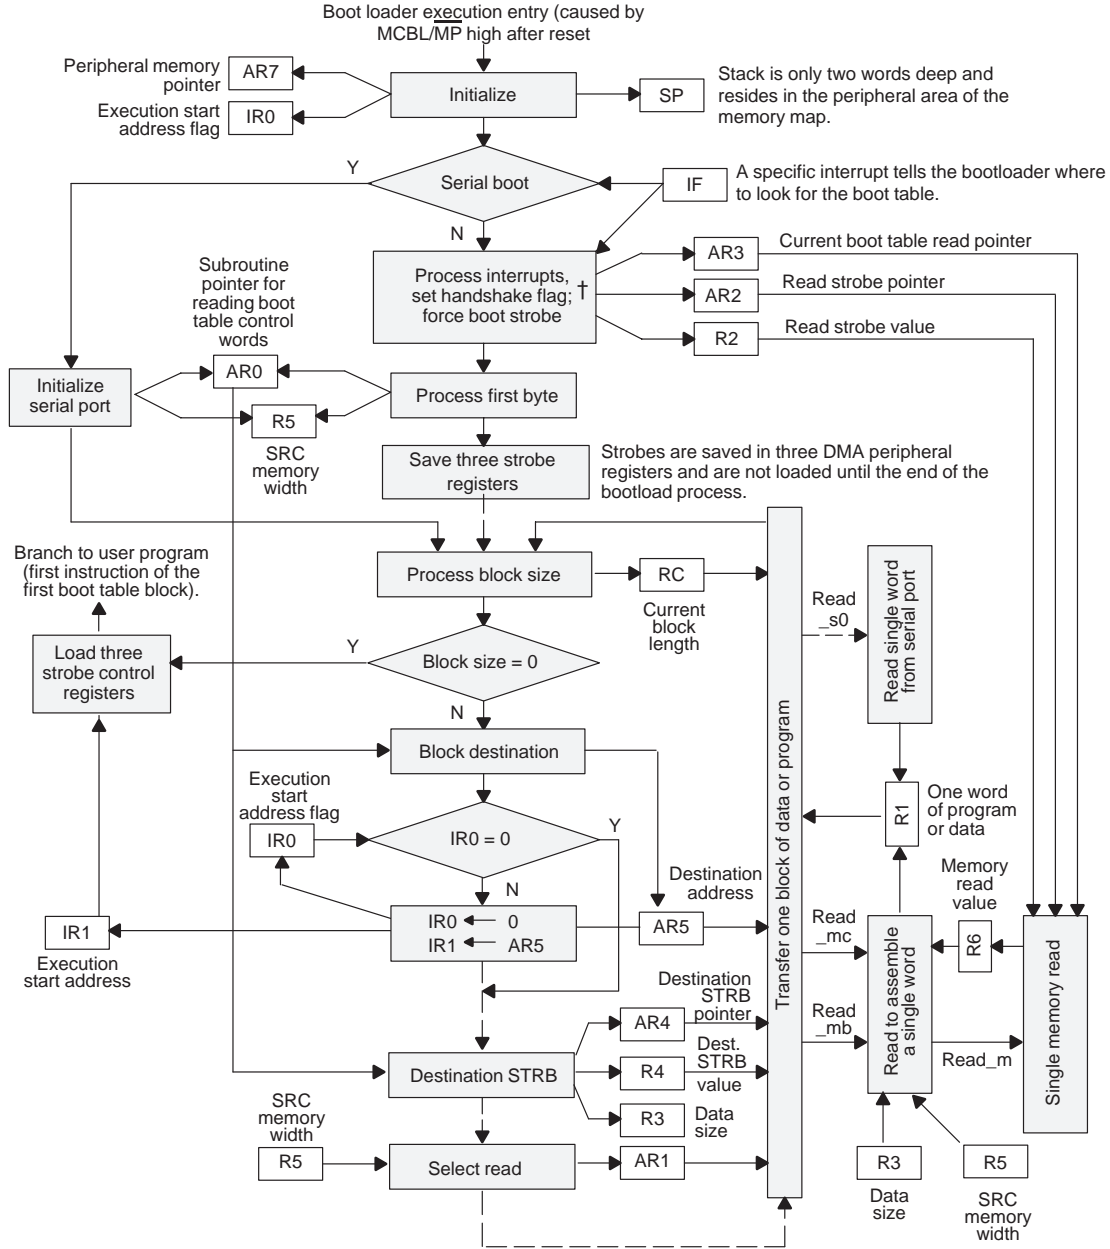 Boot loader execution entry (caused by
MCBL/MP high after reset
Peripheral memory
pointer
AR7
Execution start
address flag
IR0
Initialize
SP
Stack is only two words deep and
resides in the peripheral area of the
memory map.
Y
Serial boot
IF
A specific interrupt tells the bootloader where
to look for the boot table.
N
Process interrupts,
set handshake flag;
force boot strobe
†
AR3
Current boot table read pointer
AR2
Read strobe pointer
R2
Read strobe value
Subroutine
pointer for
reading boot
table control
words
AR0
Initialize
serial port
R5
SRC
memory
width
Process first byte
Save three strobe
registers
Strobes are saved in three DMA peripheral
registers and are not loaded until the end of the
bootload process.
Branch to user program
(first instruction of the
first boot table block).
Process block size
RC
Current
block
length
Read
_s0
Read single word
from serial port
Load three
strobe control
registers
Y
Block size = 0
N
Block destination
Execution
start
address flag
IR0
IR0 = 0
Y
N
R1
One word
of program
or data
Transfer one block of data or program
Destination
address
Memory
read
value
IR1
Execution
start address
IR0 0
IR1 AR5
AR5
Read
_mc
R6
Read to assemble
a single word
Single memory read
Destination
STRB
pointer
AR4
Read
_mb
Read_m
Destination STRB
R4
Dest.
STRB
value
R3
Data
size
SRC
memory
width
R5
Select read
AR1
R3
Data
size
R5
SRC
memory
width